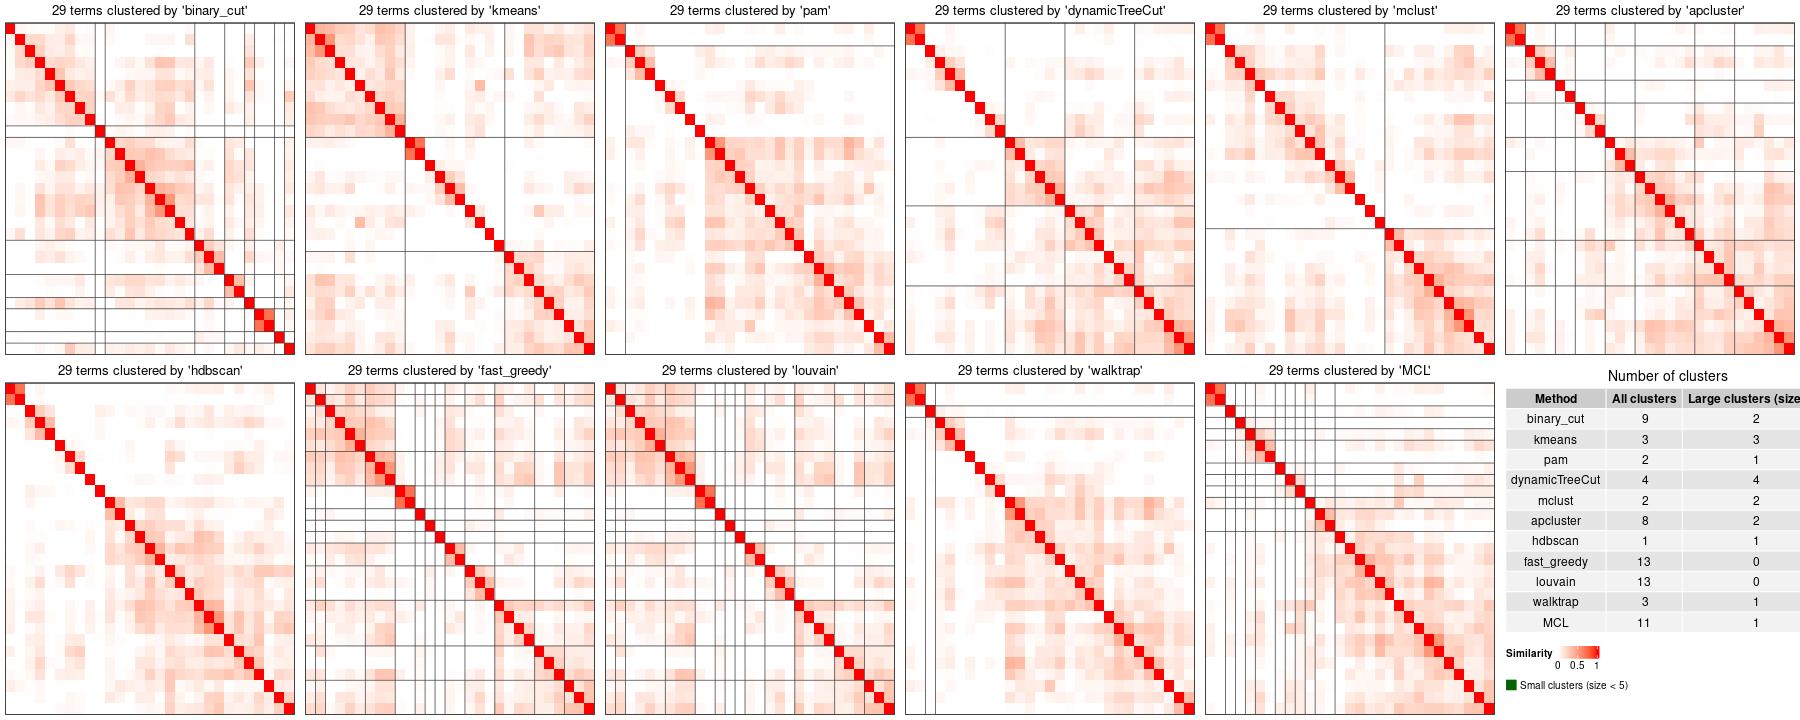 29 terms clustered by 'binary_cut'
29 terms clustered by 'kmeans'
29 terms clustered by 'pam'
29 terms clustered by 'dynamicTreeCut'
29 terms clustered by 'mclust'
29 terms clustered by 'apcluster'
29 terms clustered by 'hdbscan'
29 terms clustered by 'fast_greedy'
29 terms clustered by 'louvain'
29 terms clustered by 'walktrap'
29 terms clustered by 'MCL'
Number of clusters
Method All clusters Large clusters (size
binary_cut 9 2
kmeans 3 3
pam 2 1
dynamicTreeCut 4 4
mclust 2 2
apcluster 8 2
hdbscan 1 1
fast_greedy 13 0
louvain 13 0
walktrap 3 1
MCL 11 1
Similarity
0 0.5 1
Small clusters (size < 5)